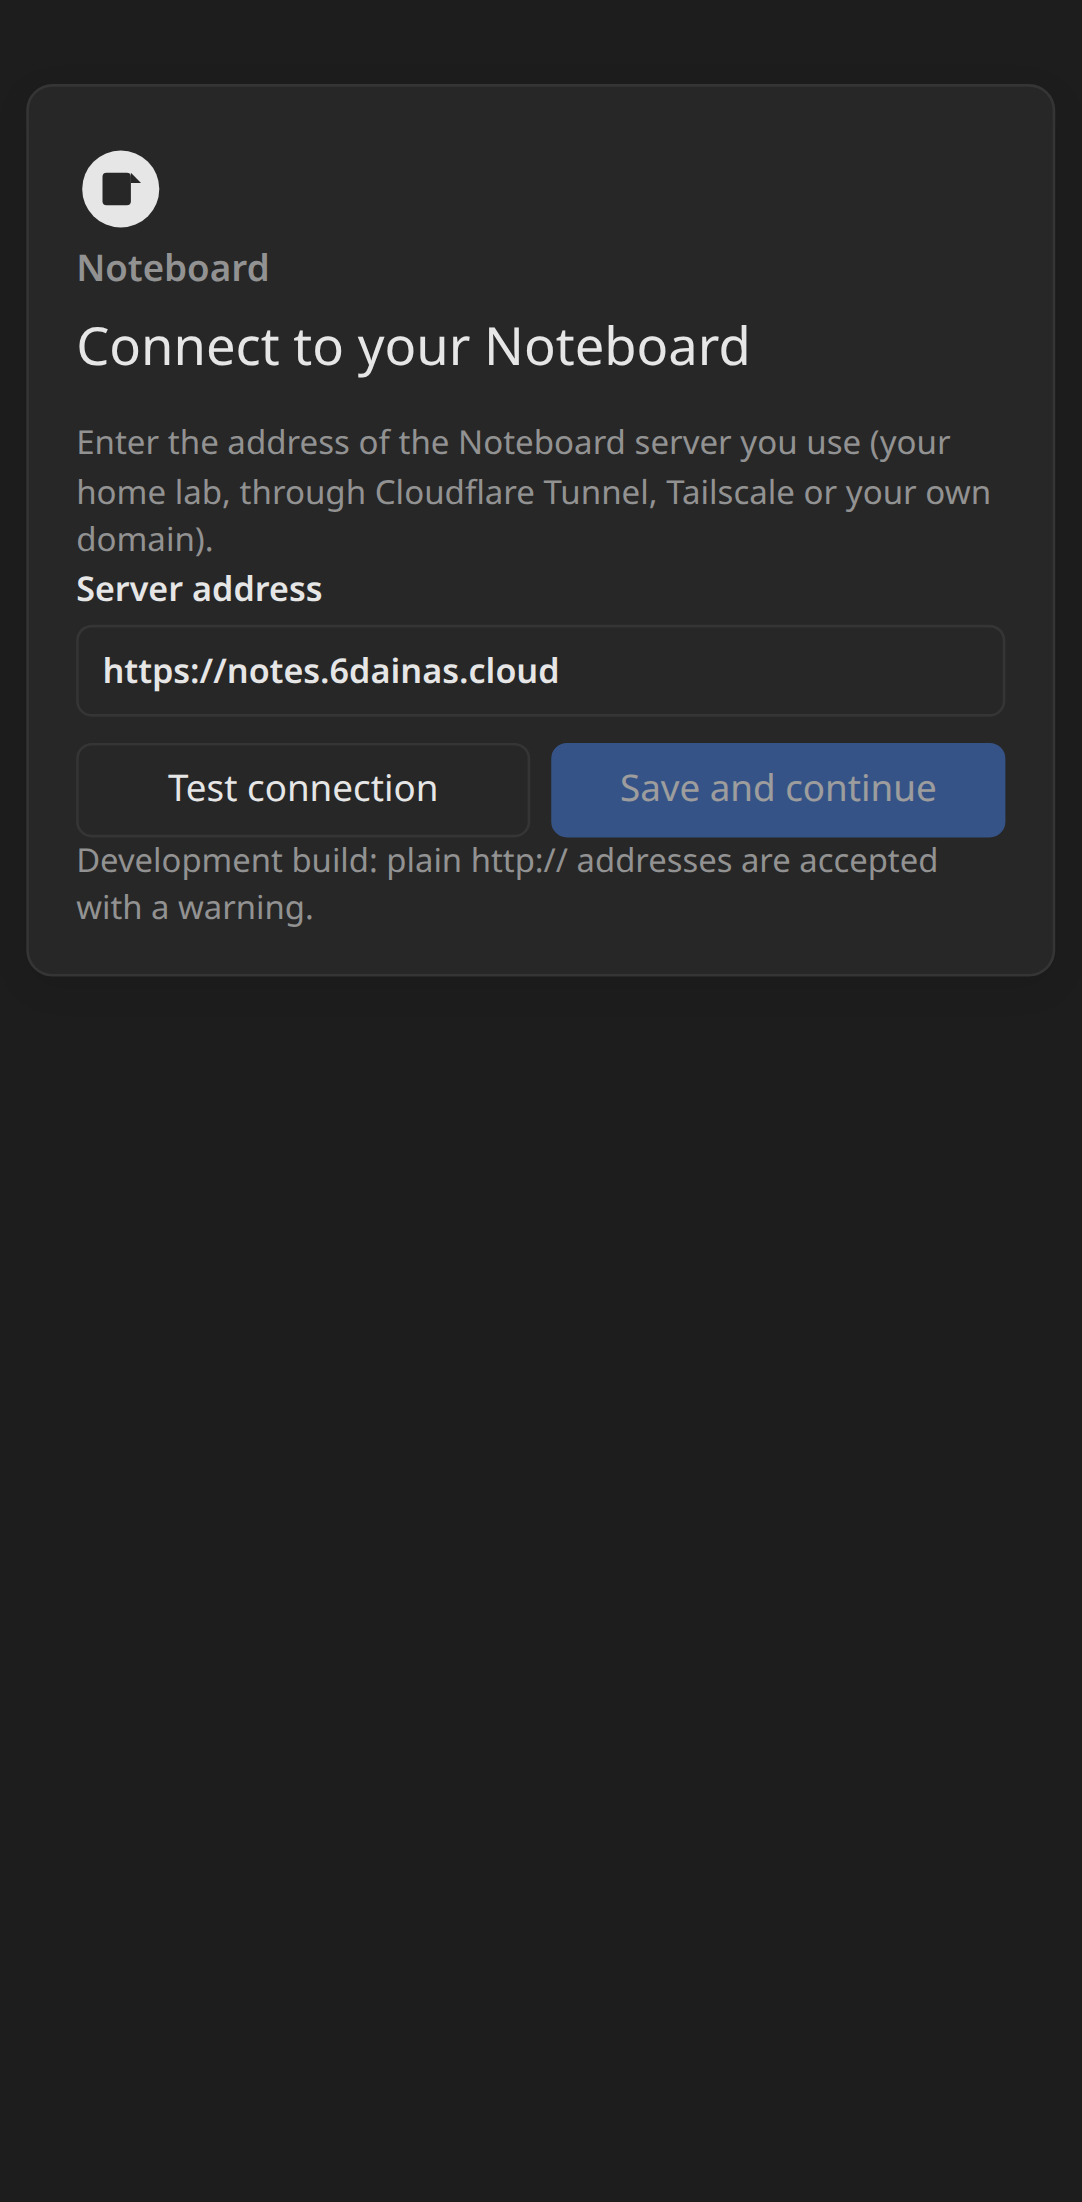 Noteboard
Connect to your Noteboard
Enter the address of the Noteboard server you use (your
home lab, through Cloudflare Tunnel, Tailscale or your own
domain).
Server address
https://notes.6dainas.cloud
Test connection
Save and continue
Development build: plain http:// addresses are accepted
with a warning.